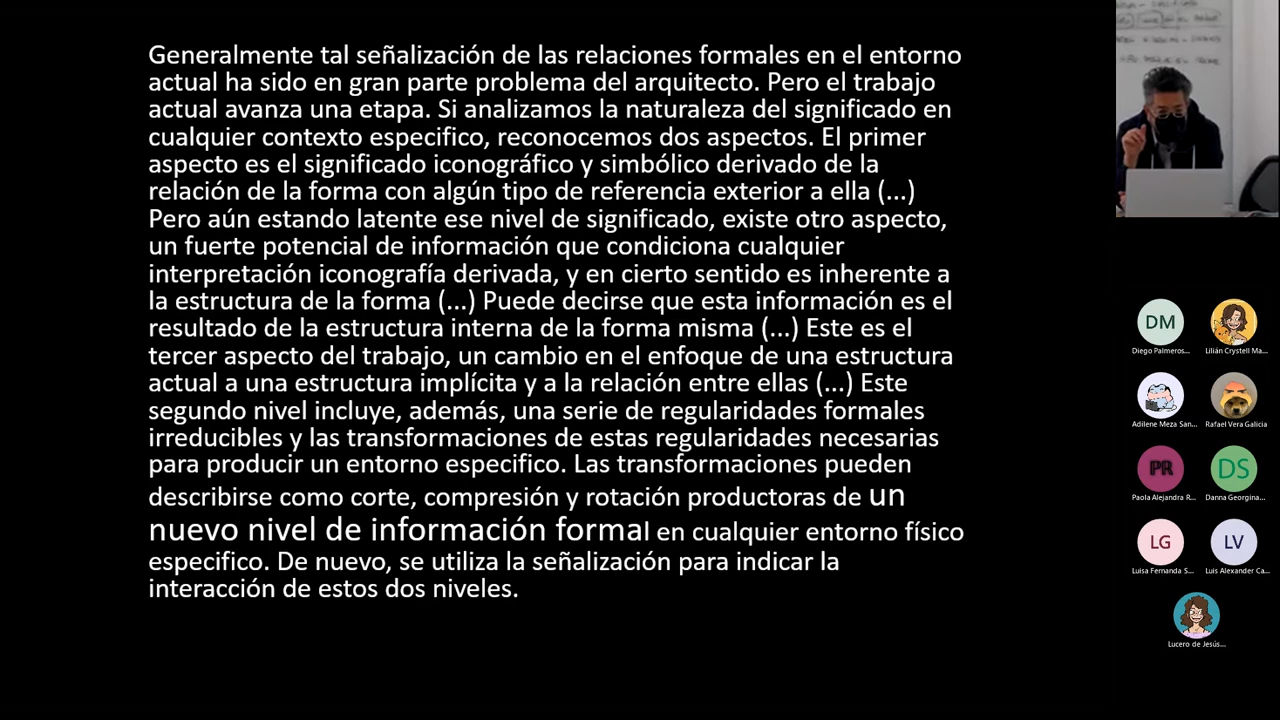 Generalmente tal señalización de las relaciones formales en el entorno
actual ha sido en gran parte problema del arquitecto. Pero el trabajo
actual avanza una etapa. Si analizamos la naturaleza del significado en
cualquier contexto especifico, reconocemos dos aspectos. El primer
aspecto es el significado iconográfico y simbólico derivado de la
relación de la forma con algún tipo de referencia exterior a ella (...)
Pero aún estando latente ese nivel de significado, existe otro aspecto,
un fuerte potencial de información que condiciona cualquier
interpretación iconografía derivada, y en cierto sentido es inherente a
la estructura de la forma (...) Puede decirse que esta información es el
resultado de la estructura interna de la forma misma (...) Este es el
tercer aspecto del trabajo, un cambio en el enfoque de una estructura
actual a una estructura implícita y a la relación entre ellas (...) Este
segundo nivel incluye, además, una serie de regularidades formales
irreducibles y las transformaciones de estas regularidades necesarias
para producir un entorno especifico. Las transformaciones pueden
describirse como corte, compresión y rotación productoras de un
nuevo nivel de información formal en cualquier entorno físico
especifico. De nuevo, se utiliza la señalización para indicar la
interacción de estos dos niveles.
DM
Diego Palmeros...
Lilián Crystell Ma...
Adilene Meza San...
Rafael Vera Galicia
PR
Paola Alejandra R...
DS
Danna Georgina...
LG
Luisa Fernanda S...
LV
Luis Alexander Ca...
Lucero de Jesús...